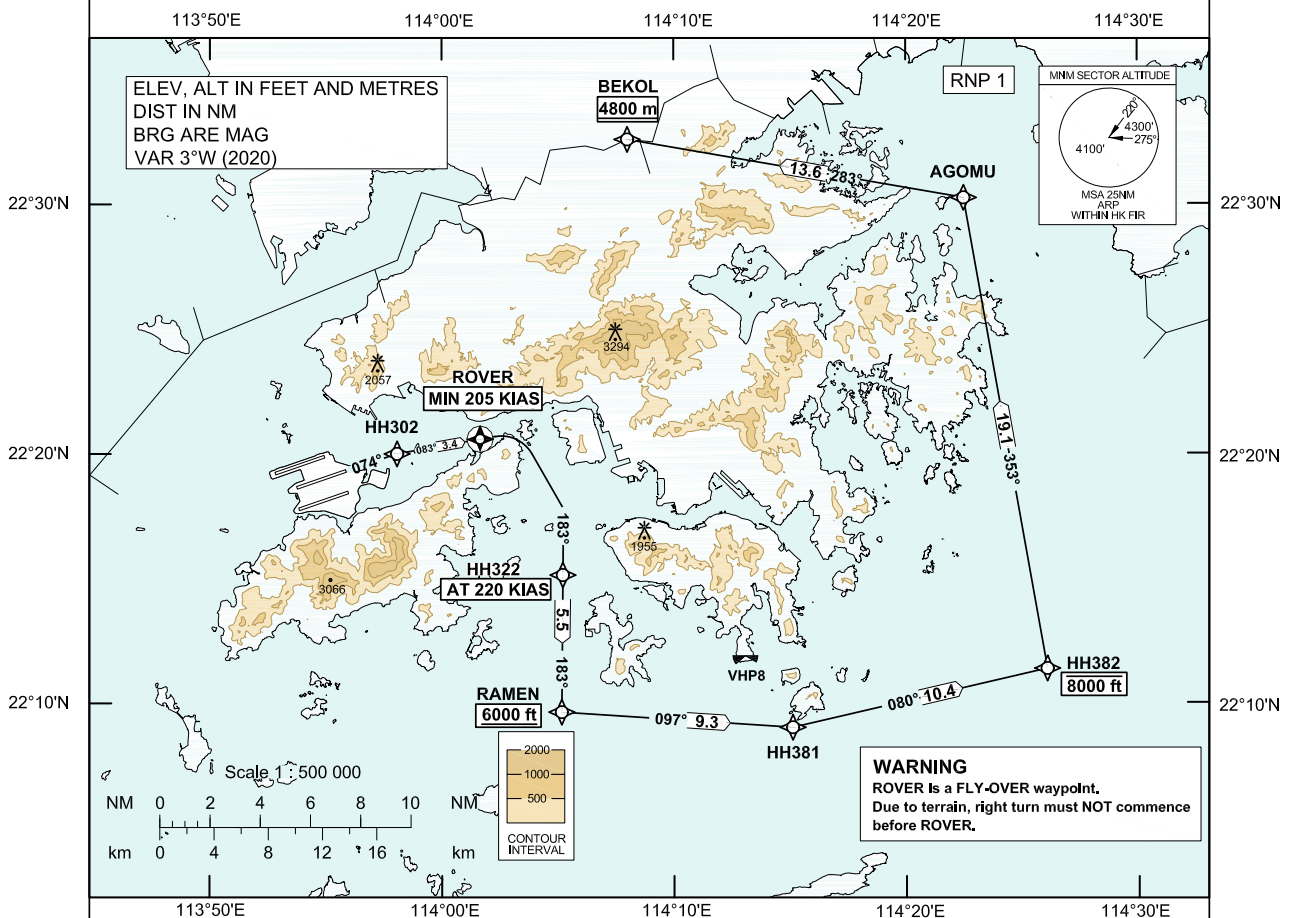 113°50'E
114°00'E
114°10'E
114°20'E
114°30'E
ELEV, ALT IN FEET AND METRES
DIST IN NM
BRG ARE MAG
VAR 3°W (2020)
BEKOL
4800 m
RNP 1
MNM SECTOR ALTITUDE
220°
4300'
275°
4100'
MSA 25NM
ARP
WITHIN HK FIR
13.6 283°
AGOMU
22°30'N
22°30'N
3294
2057
ROVER
MIN 205 KIAS
HH302
074°
083° 3.4
19.1 353°
22°20'N
22°20'N
183°
1955
HH322
AT 220 KIAS
3066
5.5
183°
VHP8
HH382
8000 ft
080° 10.4
RAMEN
6000 ft
097° 9.3
HH381
22°10'N
22°10'N
2000
1000
500
CONTOUR
INTERVAL
Scale 1 : 500 000
NM 0 2 4 6 8 10 NM
km 0 4 8 12 16 km
WARNING
ROVER Is a FLY-OVER waypoint.
Due to terrain, right turn must NOT commence
before ROVER.
113°50'E
114°00'E
114°10'E
114°20'E
114°30'E